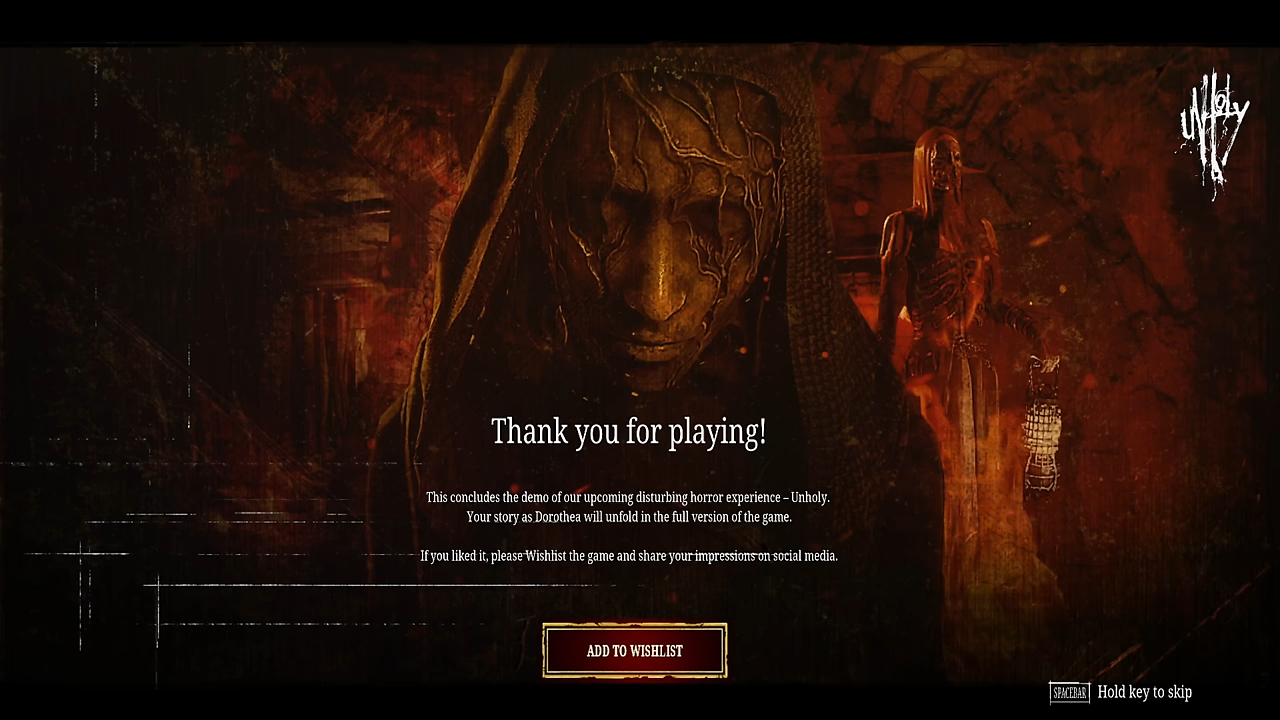 UNHOLY
Thank you for playing!
This concludes the demo of our upcoming disturbing horror experience – Unholy.
Your story as Dorothea will unfold in the full version of the game.
If you liked it, please Wishlist the game and share your impressions on social media.
ADD TO WISHLIST
SPACEBAR Hold key to skip